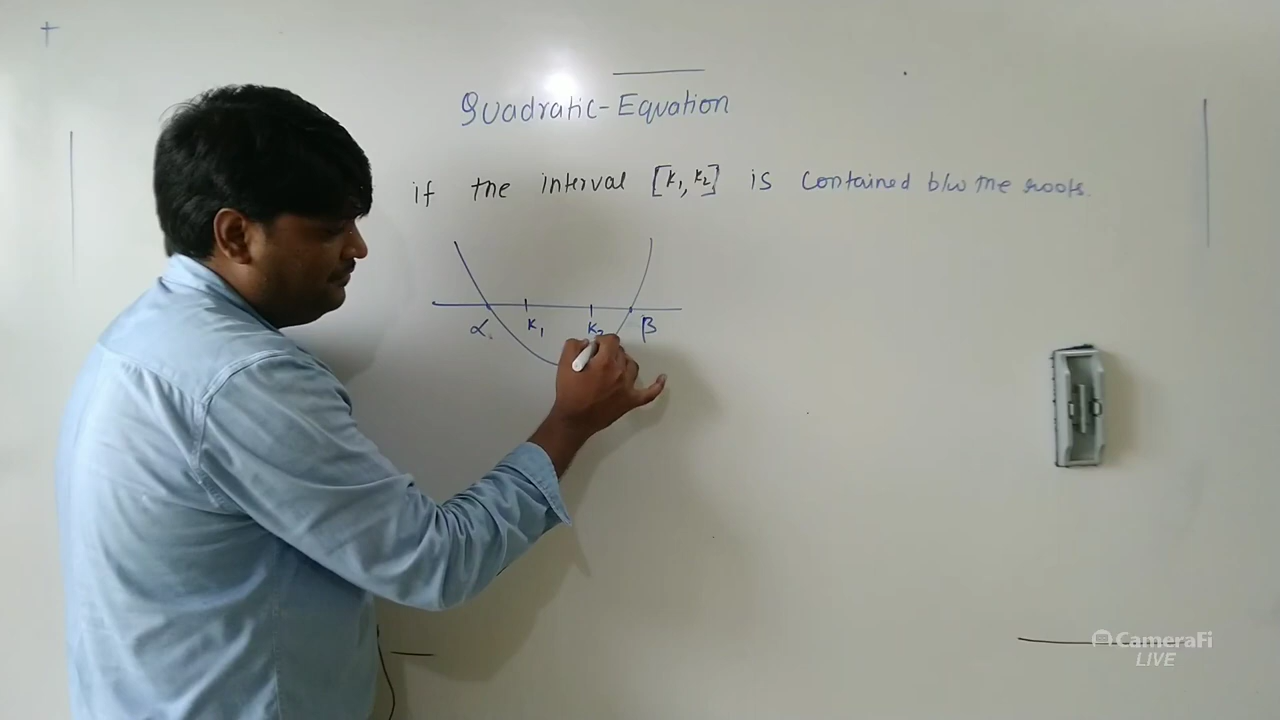 Quadratic-Equation
if the interval [K1, K2] is contained b/w the roots.
α K1 K2 β
CameraFi
LIVE